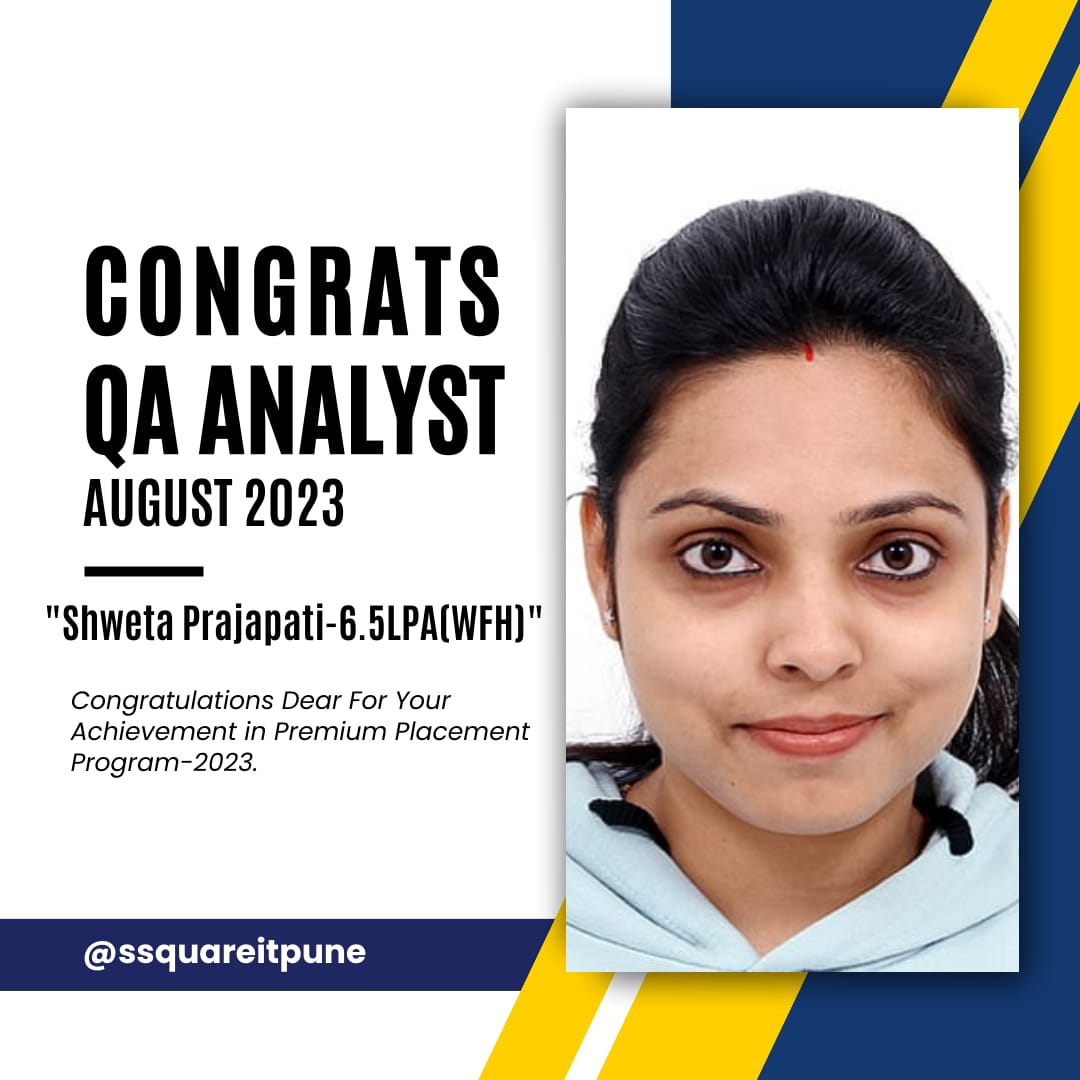 CONGRATS
QA ANALYST
AUGUST 2023
"Shweta Prajapati-6.5LPA(WFH)"
Congratulations Dear For Your
Achievement in Premium Placement
Program-2023.
@ssquareitpune